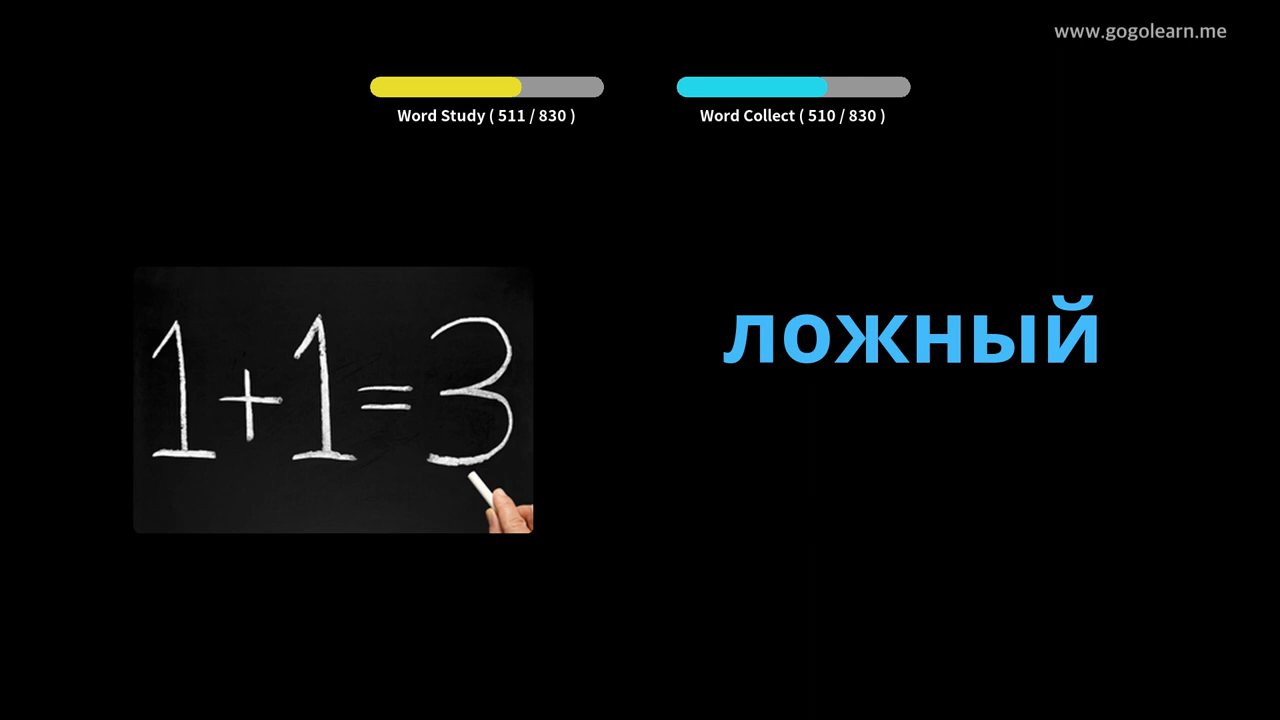 www.gogolearn.me
Word Study ( 511 / 830 )
Word Collect ( 510 / 830 )
1+1=3
ложный